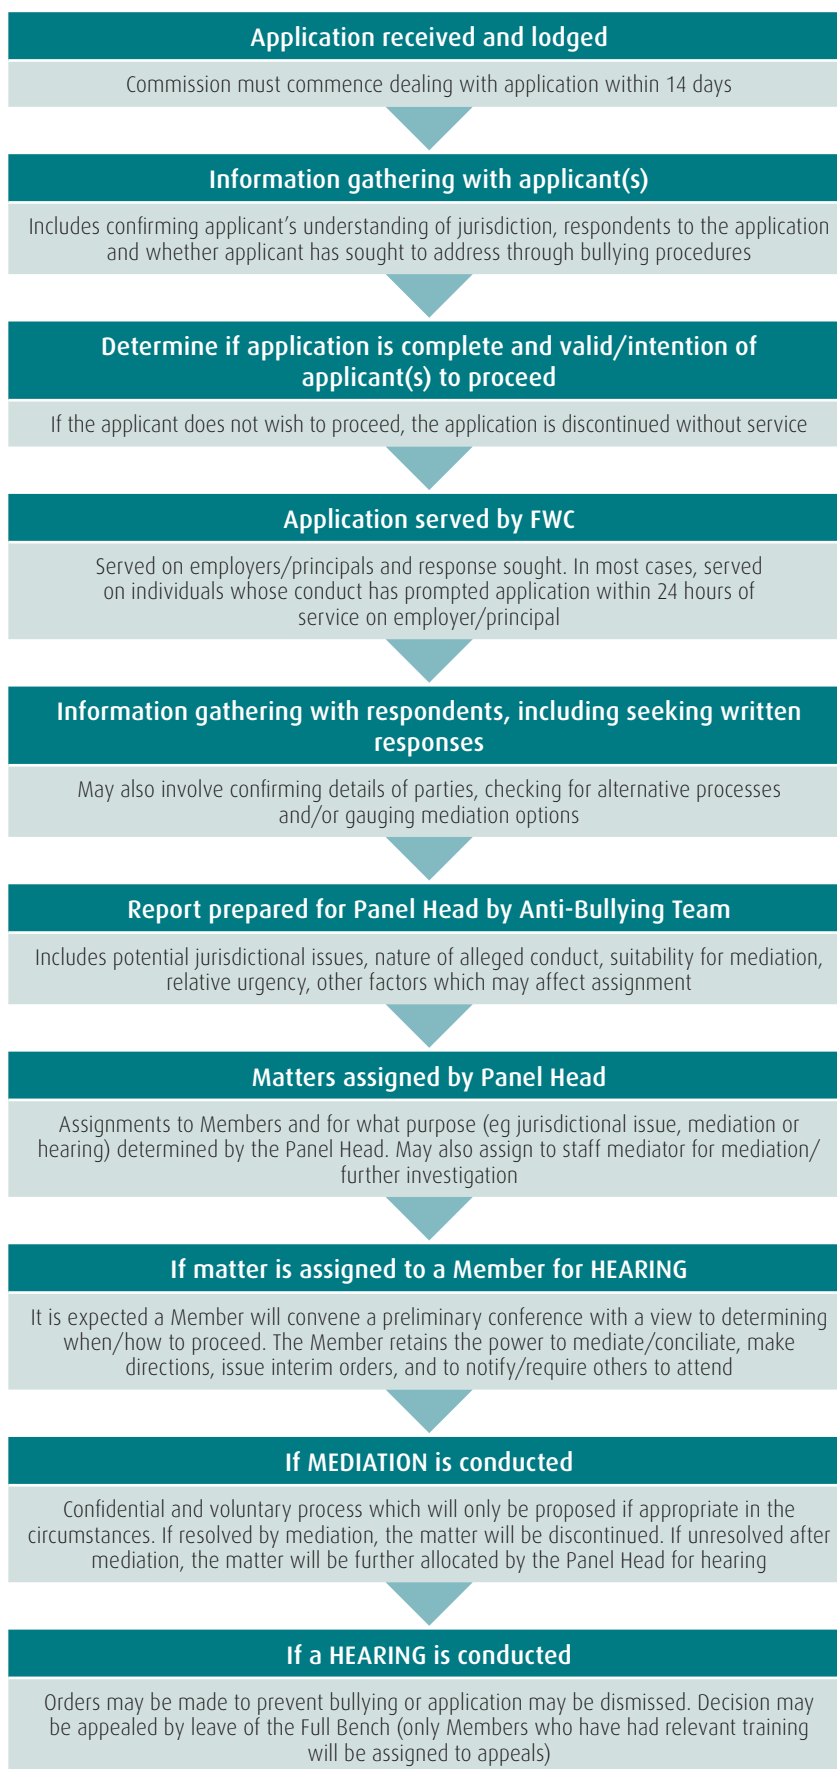 Application received and lodged
Commission must commence dealing with application within 14 days
Information gathering with applicant(s)
Includes confirming applicant’s understanding of jurisdiction, respondents to the application
and whether applicant has sought to address through bullying procedures
Determine if application is complete and valid/intention of
applicant(s) to proceed
If the applicant does not wish to proceed, the application is discontinued without service
Application served by FWC
Served on employers/principals and response sought. In most cases, served
on individuals whose conduct has prompted application within 24 hours of
service on employer/principal
Information gathering with respondents, including seeking written
responses
May also involve confirming details of parties, checking for alternative processes
and/or gauging mediation options
Report prepared for Panel Head by Anti-Bullying Team
Includes potential jurisdictional issues, nature of alleged conduct, suitability for mediation,
relative urgency, other factors which may affect assignment
Matters assigned by Panel Head
Assignments to Members and for what purpose (eg jurisdictional issue, mediation or
hearing) determined by the Panel Head. May also assign to staff mediator for mediation/
further investigation
If matter is assigned to a Member for HEARING
It is expected a Member will convene a preliminary conference with a view to determining
when/how to proceed. The Member retains the power to mediate/conciliate, make
directions, issue interim orders, and to notify/require others to attend
If MEDIATION is conducted
Confidential and voluntary process which will only be proposed if appropriate in the
circumstances. If resolved by mediation, the matter will be discontinued. If unresolved after
mediation, the matter will be further allocated by the Panel Head for hearing
If a HEARING is conducted
Orders may be made to prevent bullying or application may be dismissed. Decision may
be appealed by leave of the Full Bench (only Members who have had relevant training
will be assigned to appeals)